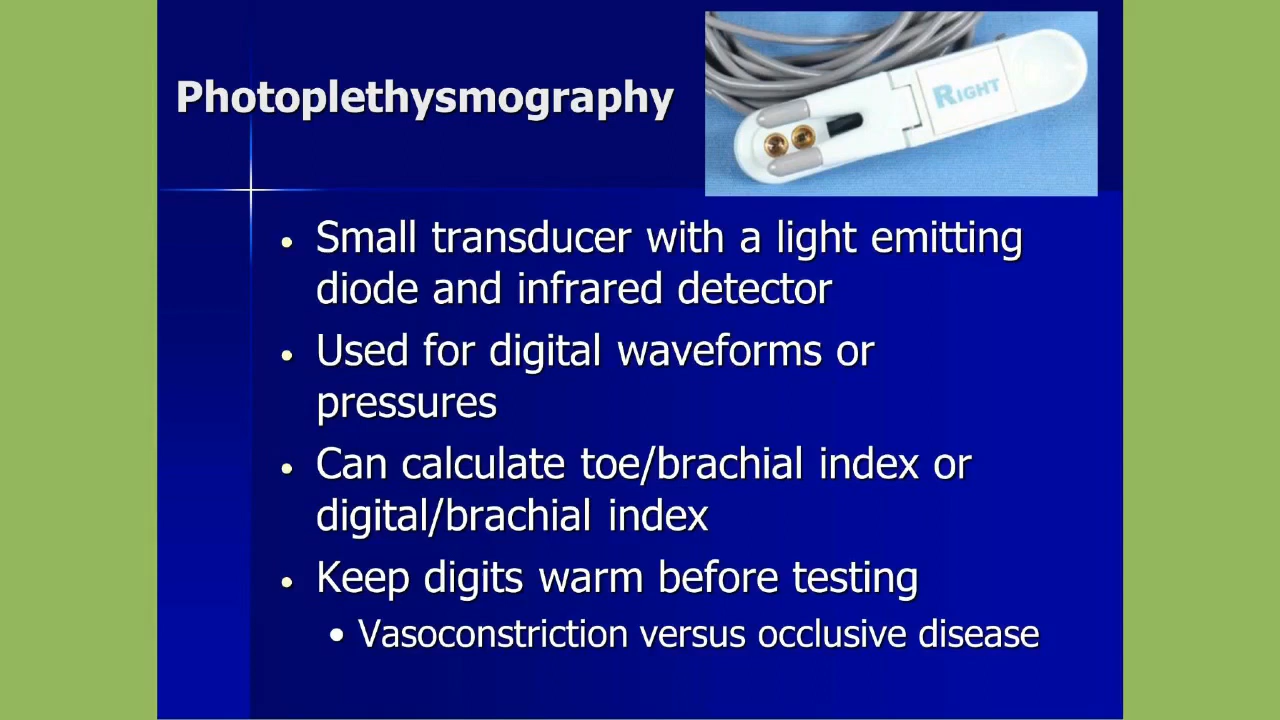 Photoplethysmography
RIGHT
• Small transducer with a light emitting
diode and infrared detector
• Used for digital waveforms or
pressures
• Can calculate toe/brachial index or
digital/brachial index
• Keep digits warm before testing
• Vasoconstriction versus occlusive disease